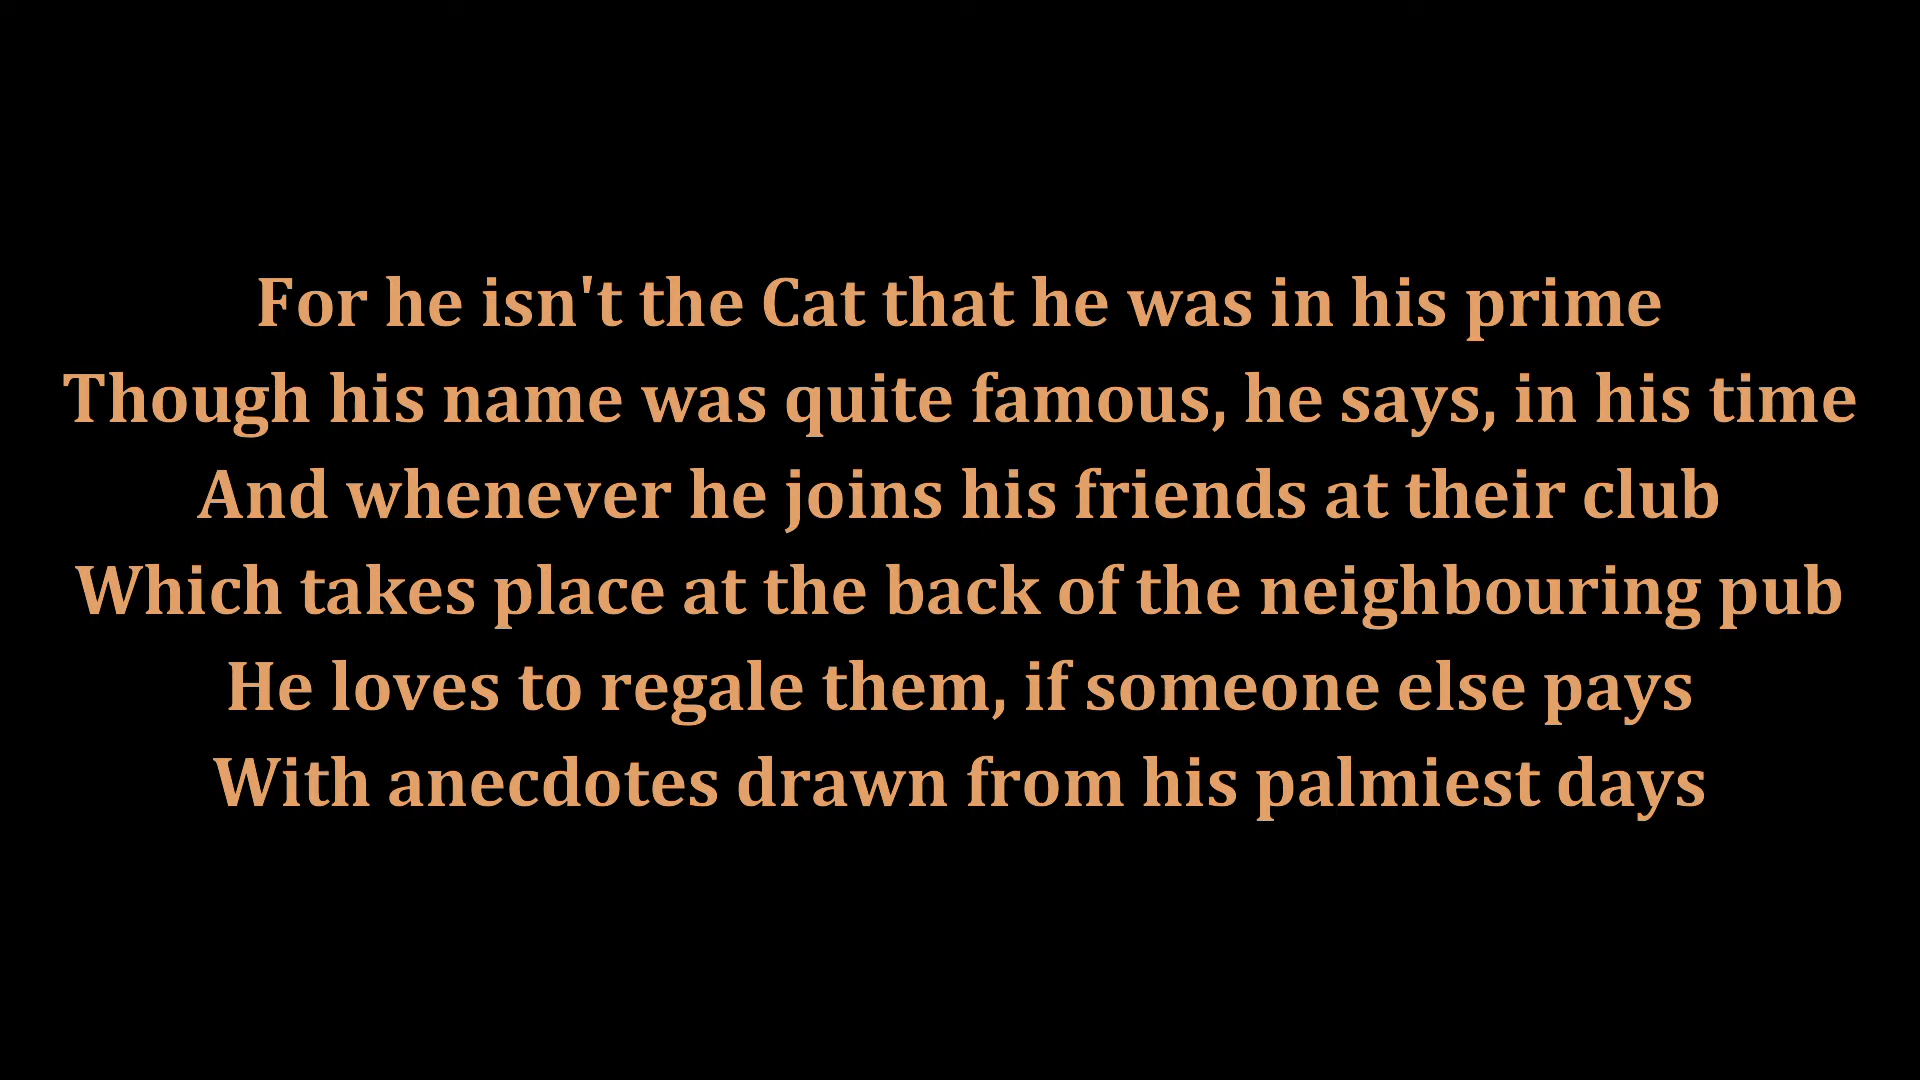 For he isn't the Cat that he was in his prime
Though his name was quite famous, he says, in his time
And whenever he joins his friends at their club
Which takes place at the back of the neighbouring pub
He loves to regale them, if someone else pays
With anecdotes drawn from his palmiest days